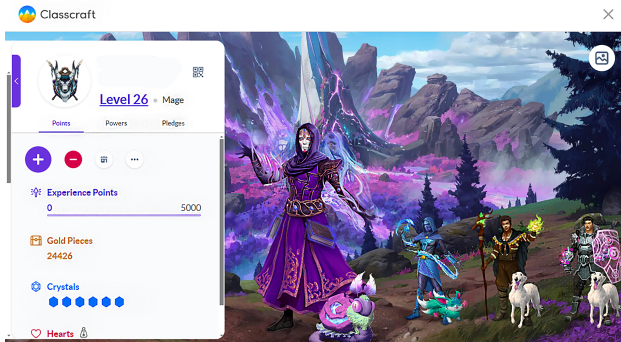 Classcraft
Level 26 • Mage
Points Powers Pledges
Experience Points
0 5000
Gold Pieces
24426
Crystals
Hearts